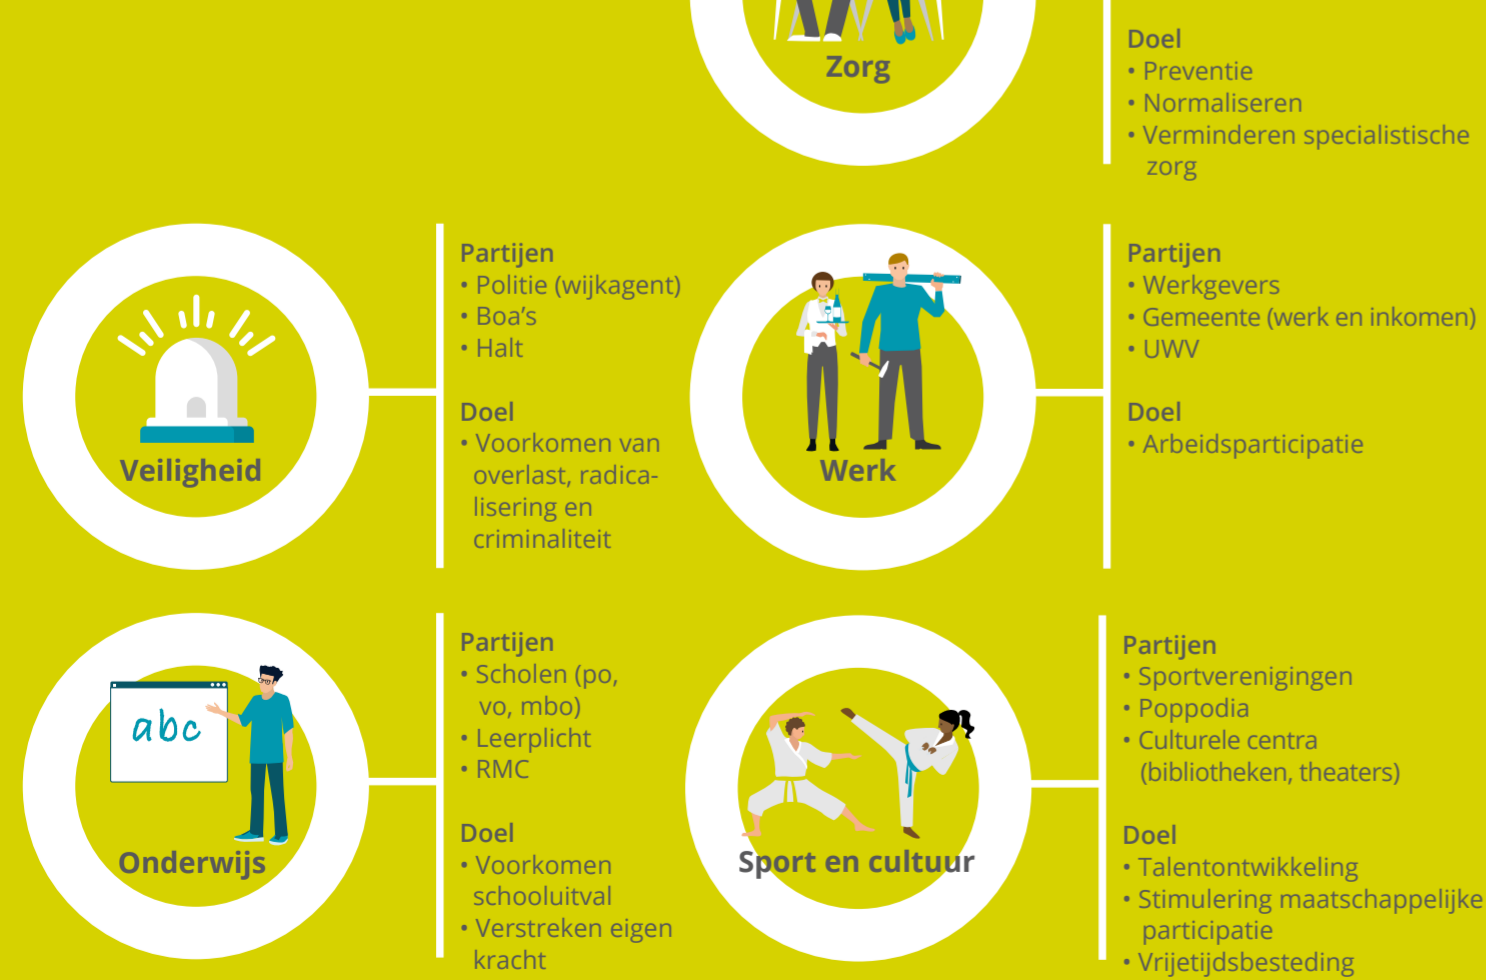 Zorg
Doel
• Preventie
• Normaliseren
• Verminderen specialistische
zorg
Veiligheid
Partijen
• Politie (wijkagent)
• Boa's
• Halt
Doel
• Voorkomen van
overlast, radica-
lisering en
criminaliteit
Werk
Partijen
• Werkgevers
• Gemeente (werk en inkomen)
• UWV
Doel
• Arbeidsparticipatie
abc
Onderwijs
Partijen
• Scholen (po,
vo, mbo)
• Leerplicht
• RMC
Doel
• Voorkomen
schooluitval
• Verstreken eigen
kracht
Sport en cultuur
Partijen
• Sportverenigingen
• Poppodia
• Culturele centra
(bibliotheken, theaters)
Doel
• Talentontwikkeling
• Stimulering maatschappelijke
participatie
• Vrijetijdsbesteding